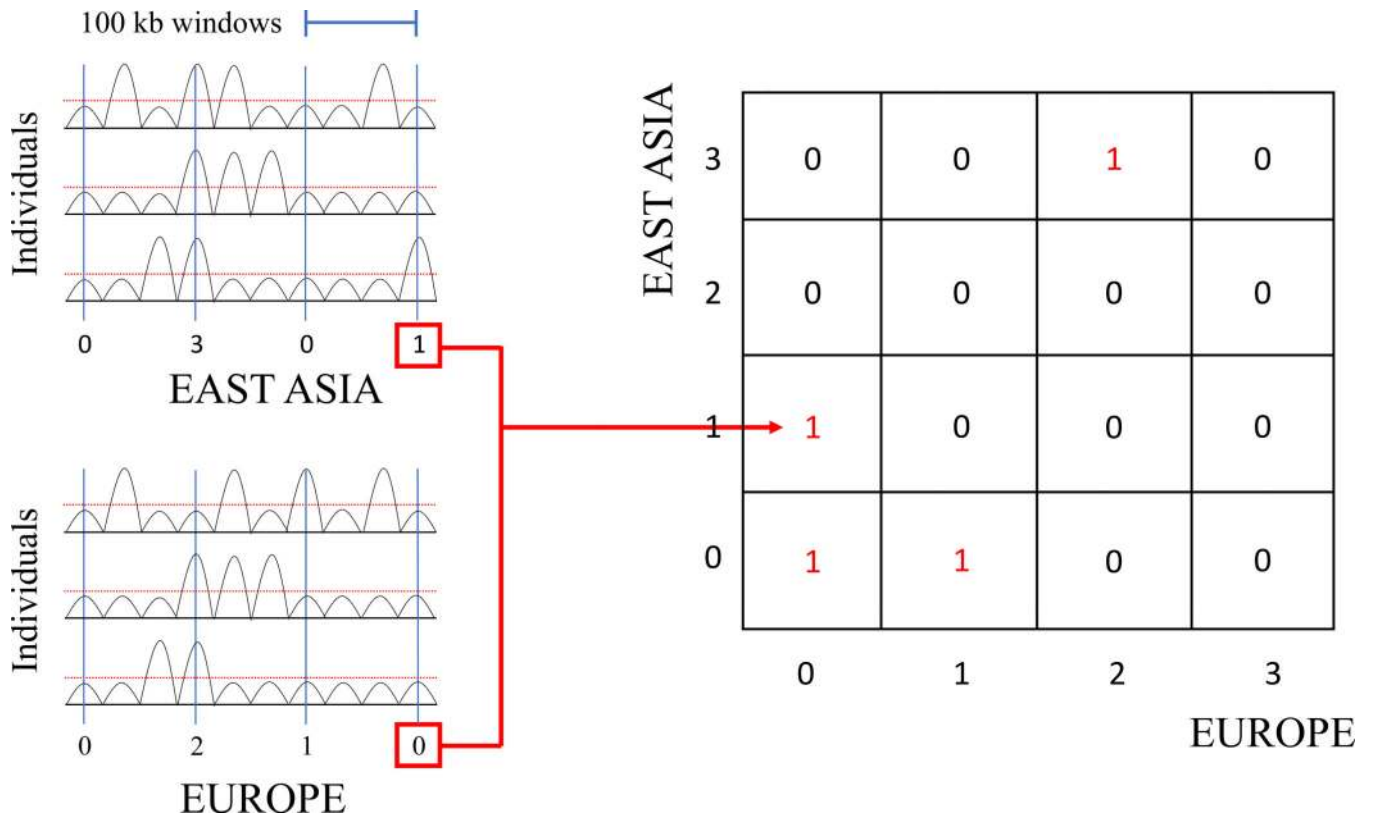 100 kb windows
Individuals
0 3 0 1
EAST ASIA
Individuals
0 2 1 0
EUROPE
EAST ASIA
3 0 0 1 0
2 0 0 0 0
1 1 0 0 0
0 1 1 0 0
0 1 2 3
EUROPE